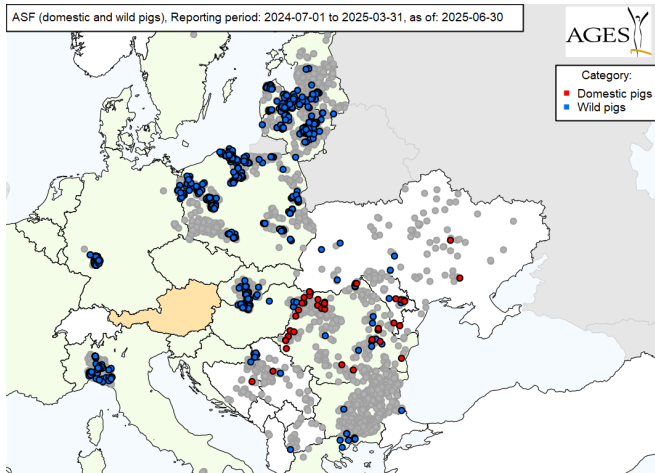 ASF (domestic and wild pigs), Reporting period: 2024-07-01 to 2025-03-31, as of: 2025-06-30
AGES
Category:
Domestic pigs
Wild pigs